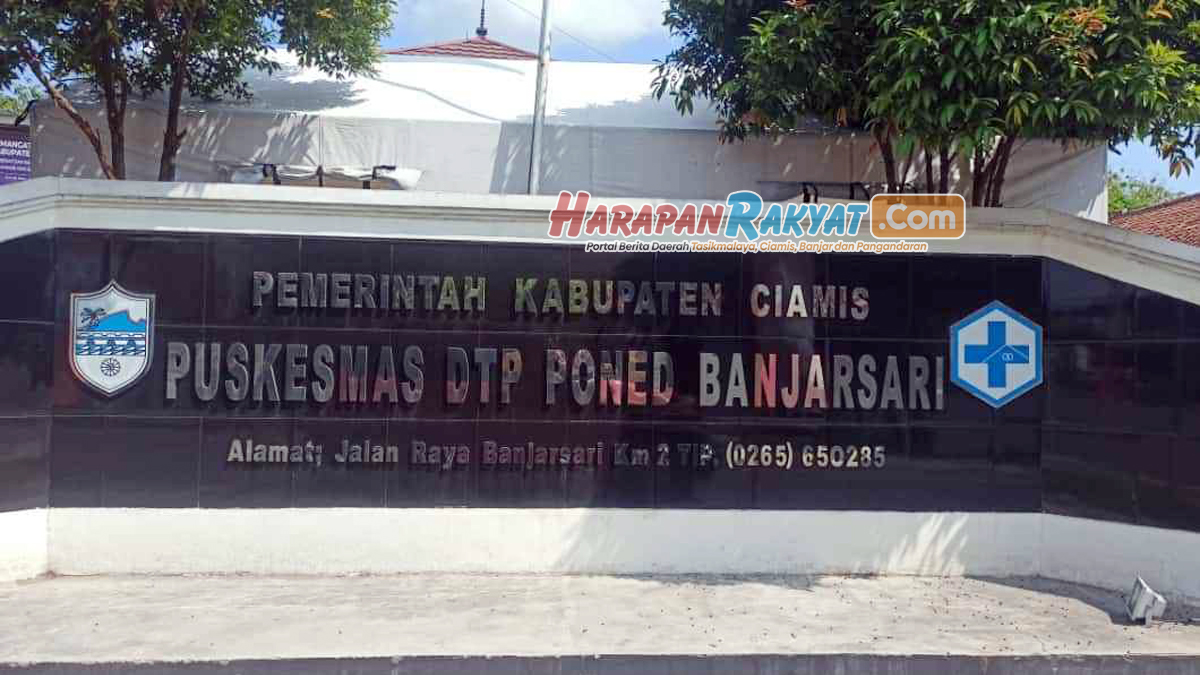 MANGAT
HARAPANRAKYAT.Com
Portal Berita Daerah Tasikmalaya, Ciamis, Banjar dan Pangandaran
PEMERINTAH KABUPATEN CIAMIS
PUSKESMAS DTP PONED BANJARSARI
Alamat; Jalan Raya Banjarsari Km 2 Tlp. (0265) 650285